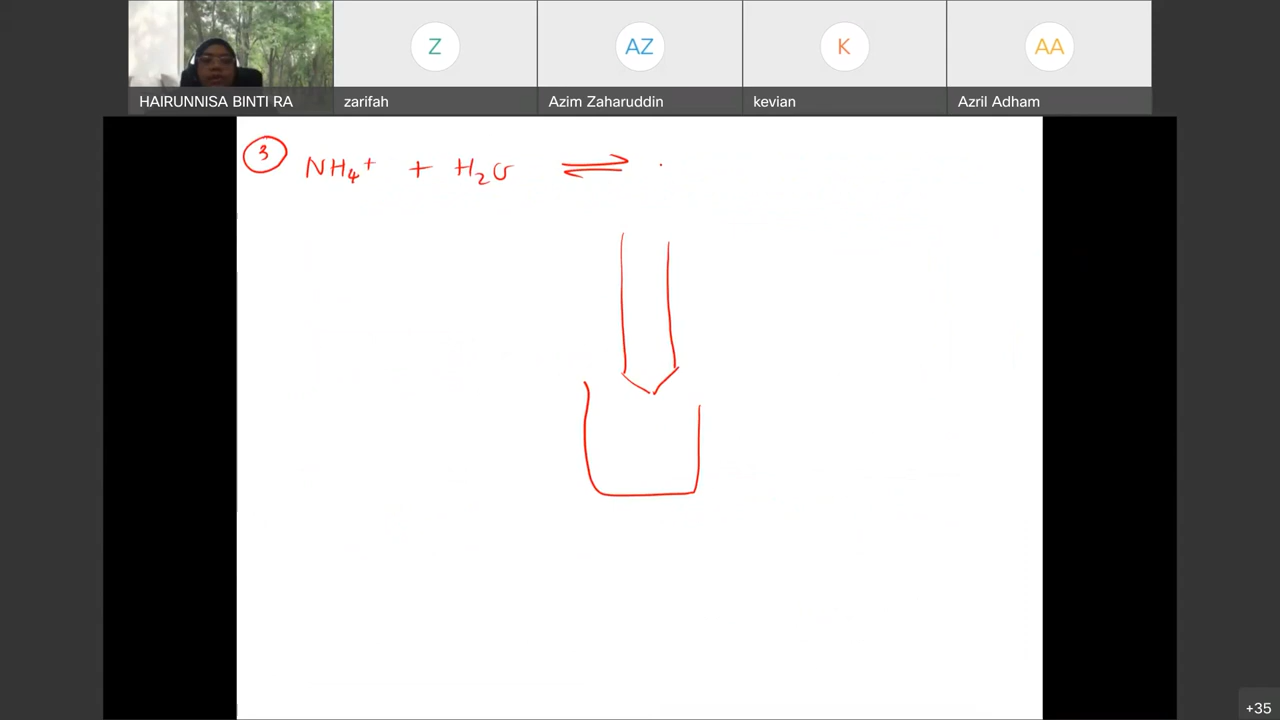 Z
AZ
K
AA
HAIRUNNISA BINTI RA
zarifah
Azim Zaharuddin
kevian
Azril Adham
3 NH₄⁺ + H₂O ⇌
+35